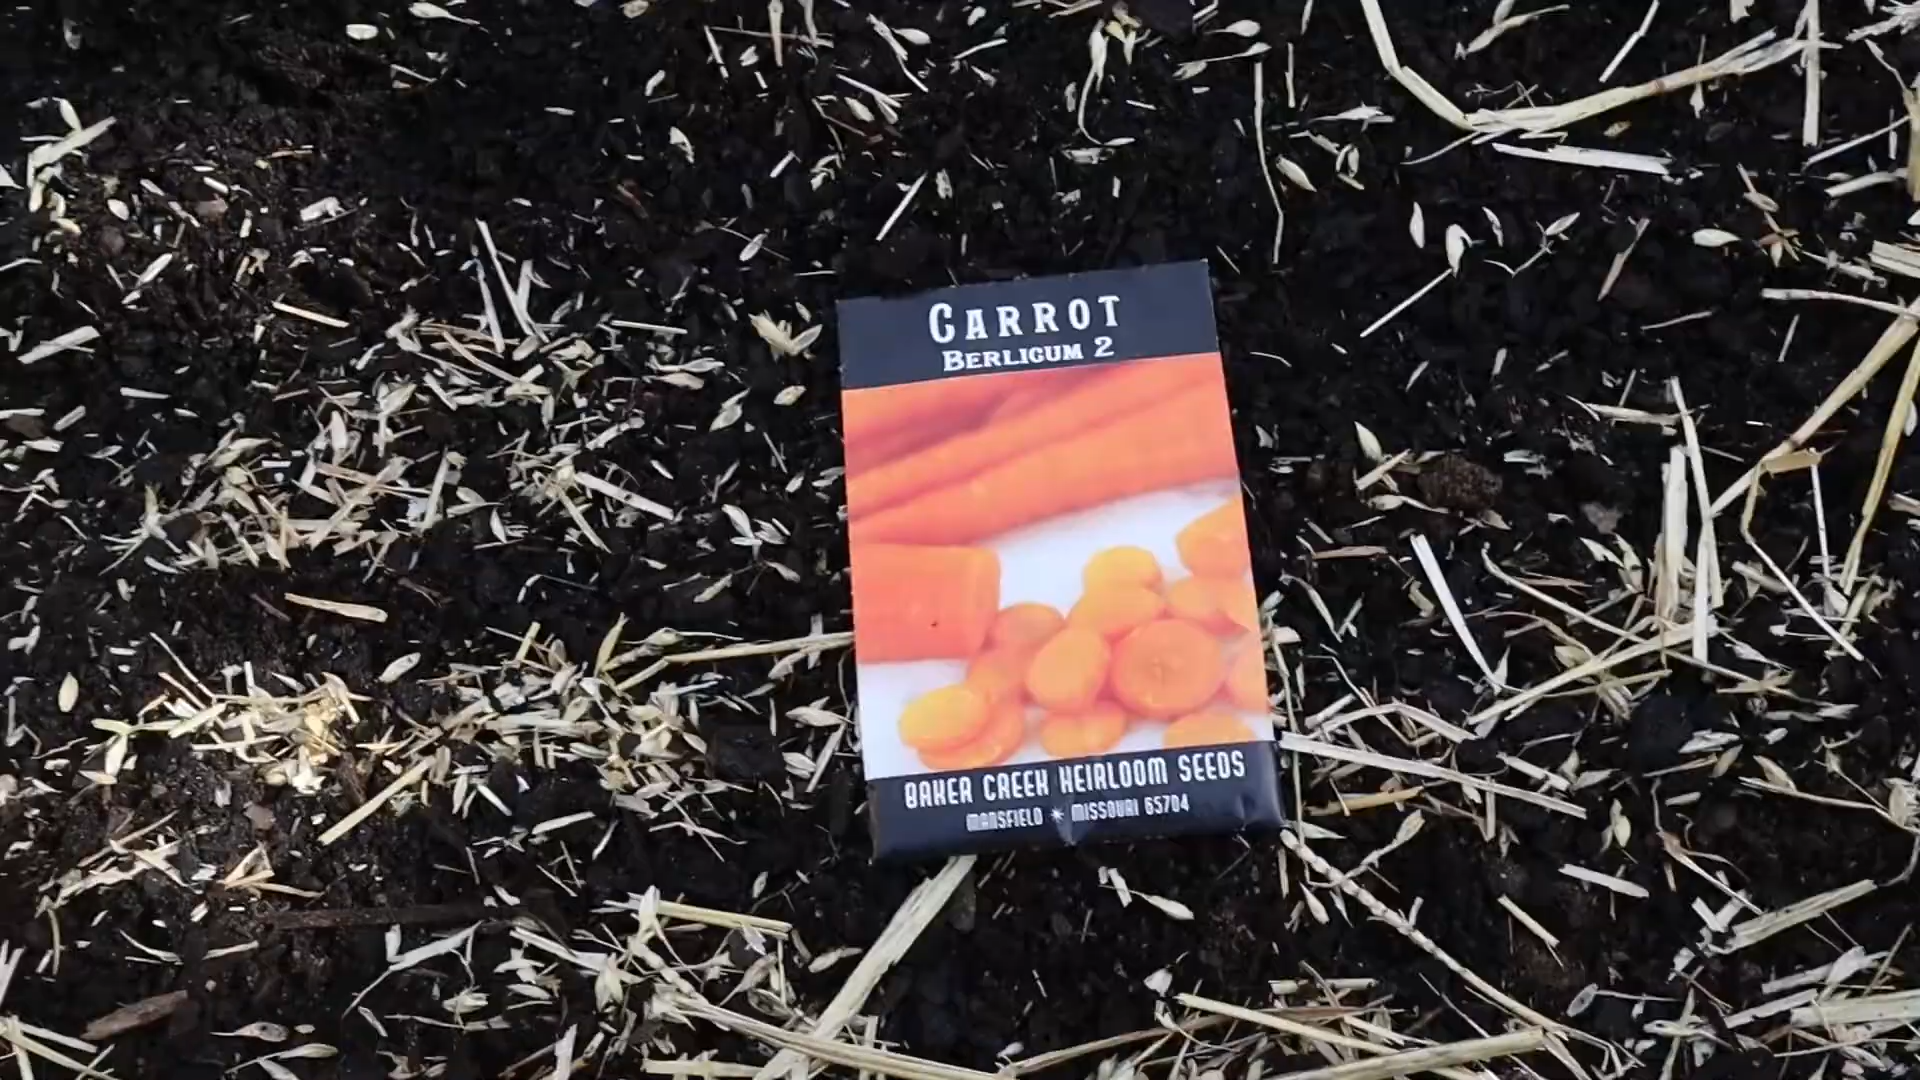 CARROT
BERLICUM 2
BAKER CREEK HEIRLOOM SEEDS
MANSFIELD * MISSOURI 65704